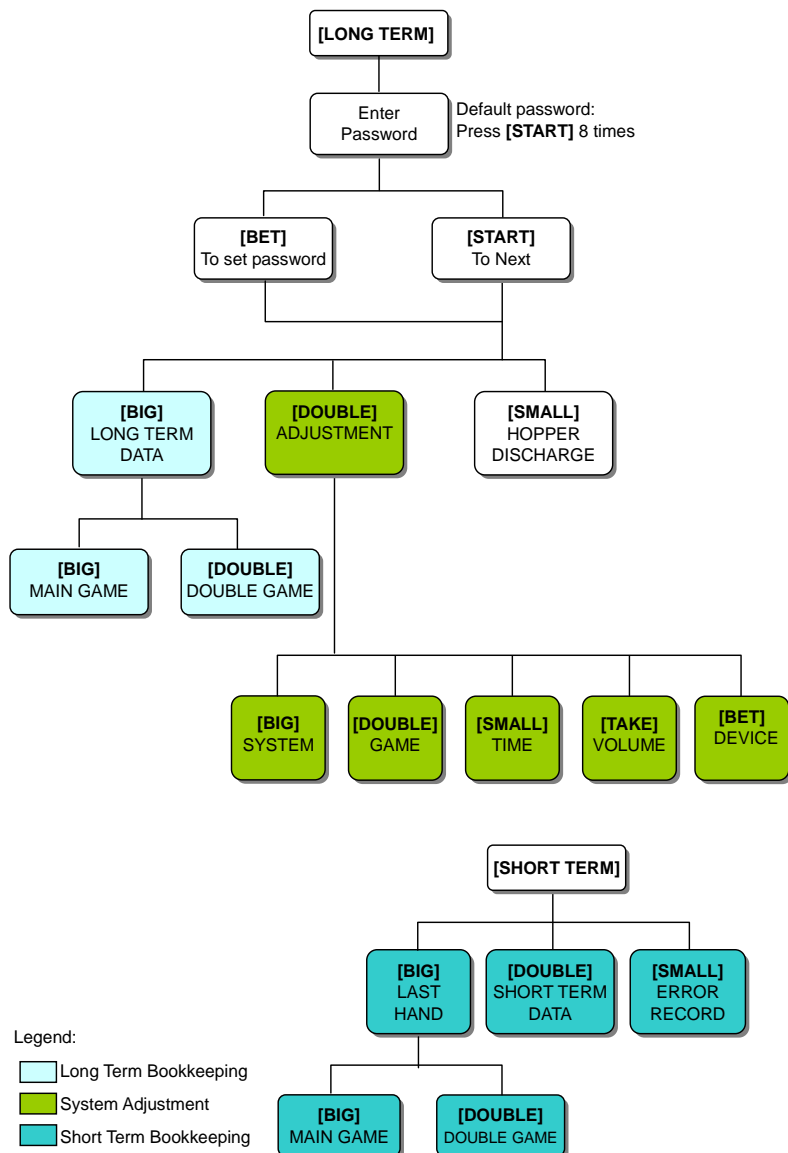 [LONG TERM]
Enter
Password
Default password:
Press [START] 8 times
[BET]
To set password
[START]
To Next
[BIG]
LONG TERM
DATA
[DOUBLE]
ADJUSTMENT
[SMALL]
HOPPER
DISCHARGE
[BIG]
MAIN GAME
[DOUBLE]
DOUBLE GAME
[BIG]
SYSTEM
[DOUBLE]
GAME
[SMALL]
TIME
[TAKE]
VOLUME
[BET]
DEVICE
[SHORT TERM]
[BIG]
LAST
HAND
[DOUBLE]
SHORT TERM
DATA
[SMALL]
ERROR
RECORD
[BIG]
MAIN GAME
[DOUBLE]
DOUBLE GAME
Legend:
Long Term Bookkeeping
System Adjustment
Short Term Bookkeeping